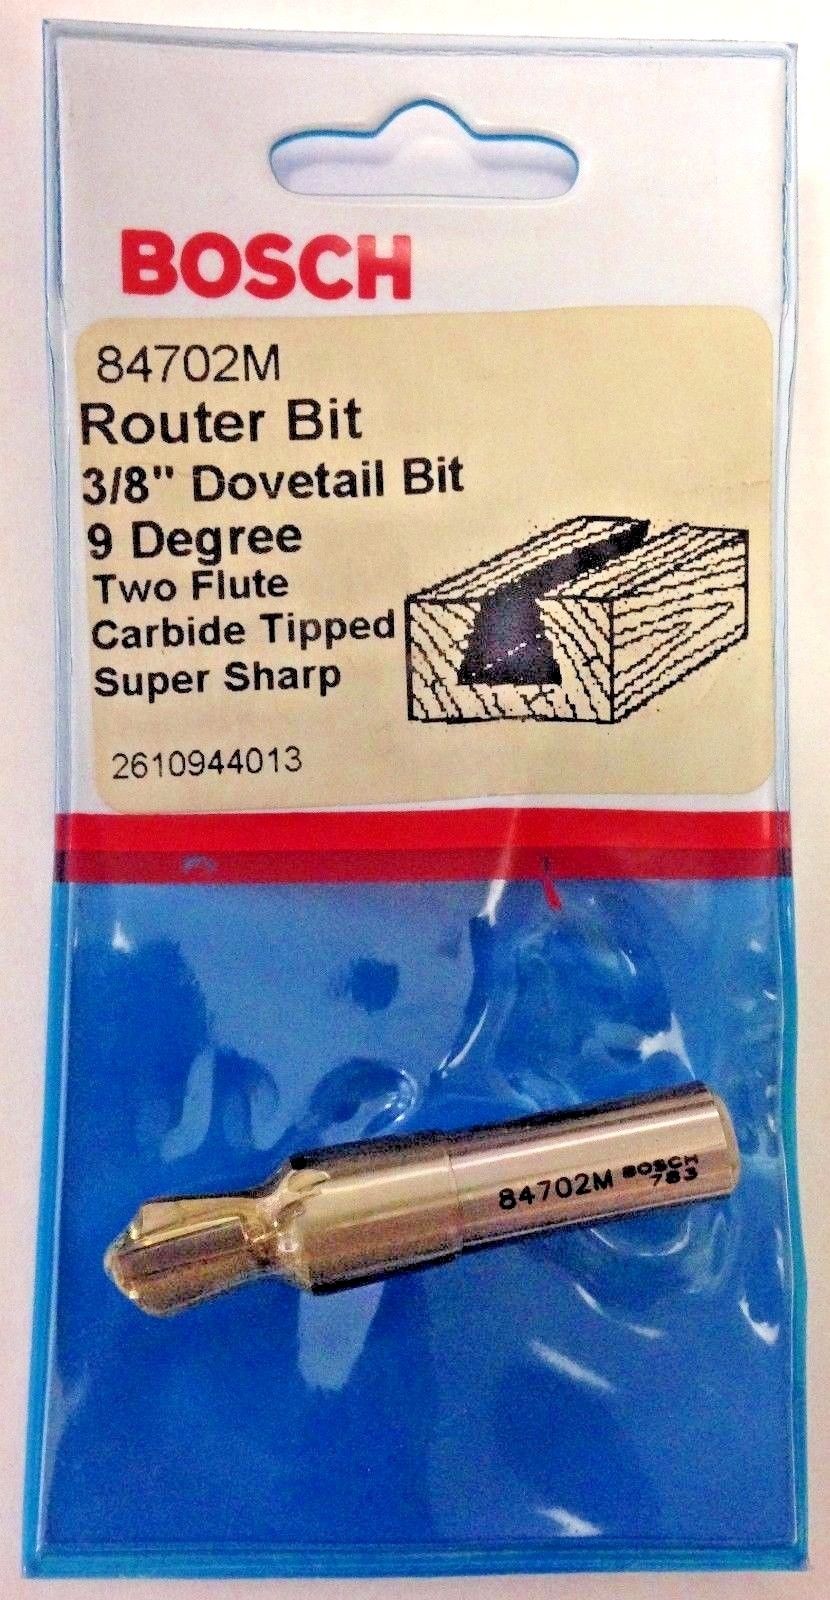 BOSCH
84702M
Router Bit
3/8" Dovetail Bit
9 Degree
Two Flute
Carbide Tipped
Super Sharp
2610944013
84702M BOSCH
783